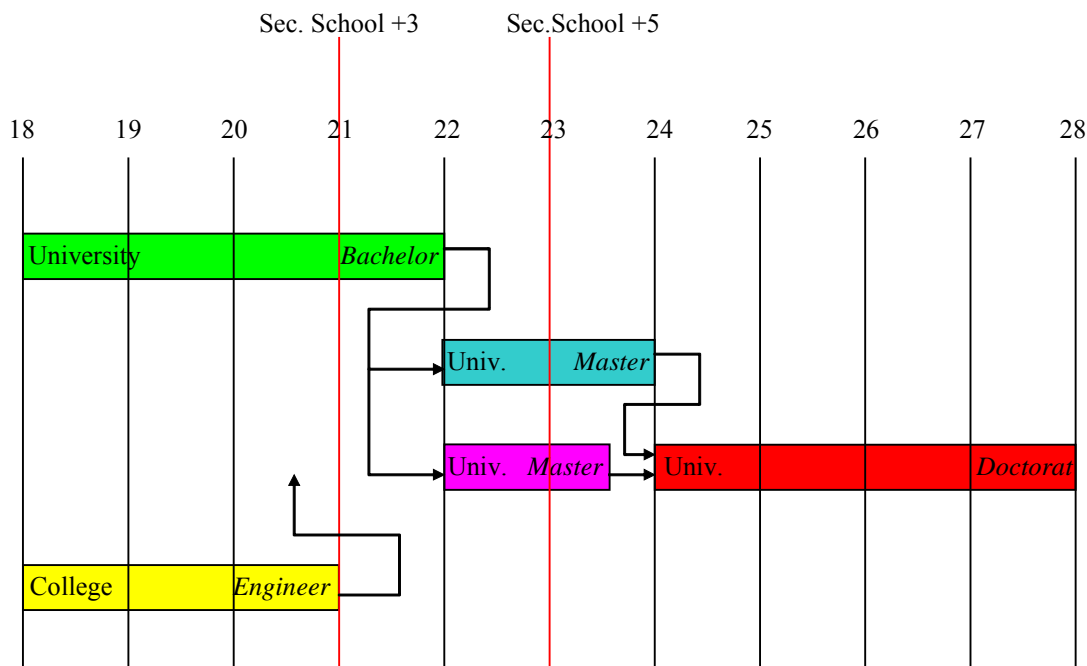 Sec. School +3 Sec.School +5
18 19 20 21 22 23 24 25 26 27 28
University Bachelor
Univ. Master
Univ. Master Univ. Doctorat
College Engineer